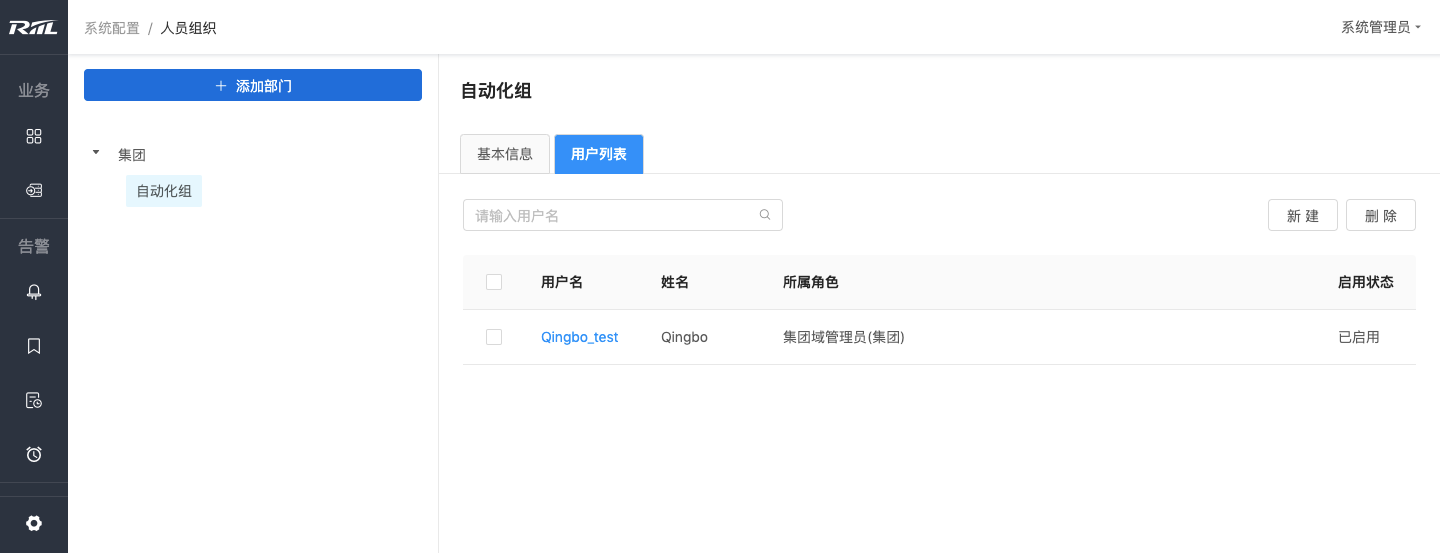 RIIL
系统配置 / 人员组织
系统管理员
业务
告警
添加部门
集团
自动化组
自动化组
基本信息
用户列表
请输入用户名
新 建
删 除
用户名 姓名 所属角色 启用状态
Qingbo_test Qingbo 集团域管理员(集团) 已启用